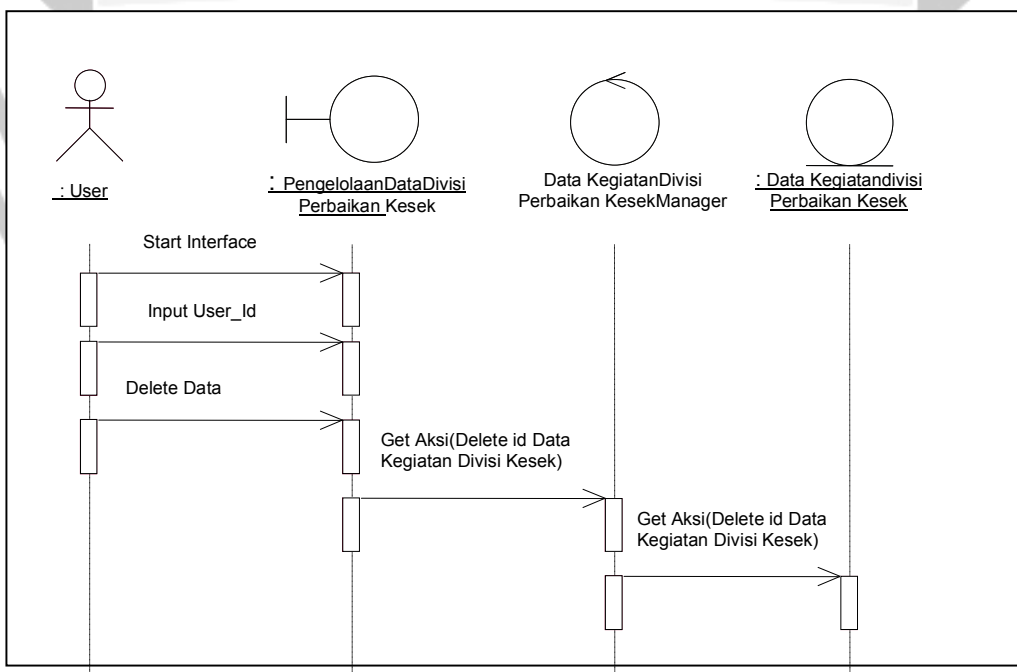 : User
: PengelolaanDataDivisi
Perbaikan Kesek
Data KegiatanDivisi
Perbaikan KesekManager
: Data Kegiatandivisi
Perbaikan Kesek
Start Interface
Input User_Id
Delete Data
Get Aksi(Delete id Data
Kegiatan Divisi Kesek)
Get Aksi(Delete id Data
Kegiatan Divisi Kesek)